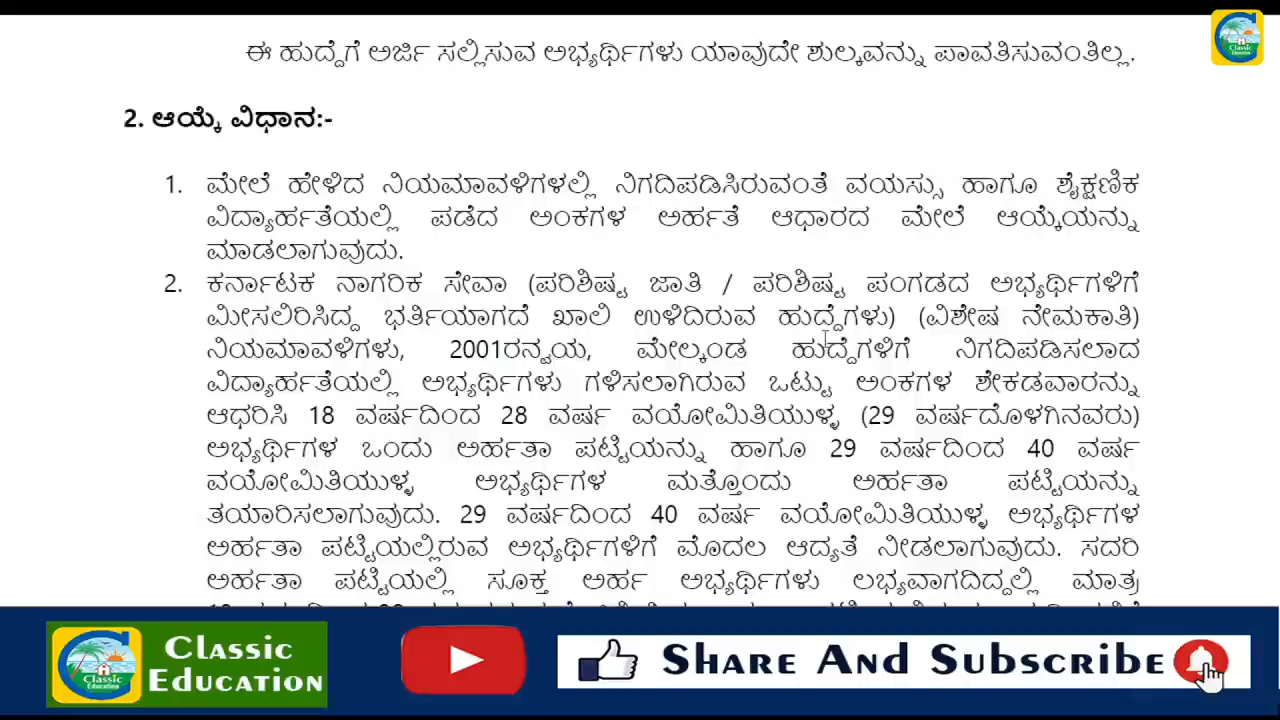 ಈ ಹುದ್ದೆಗೆ ಅರ್ಜಿ ಸಲ್ಲಿಸುವ ಅಭ್ಯರ್ಥಿಗಳು ಯಾವುದೇ ಶುಲ್ಕವನ್ನು ಪಾವತಿಸುವಂತಿಲ್ಲ.
Classic
Education
2. ಆಯ್ಕೆ ವಿಧಾನ:-
1. ಮೇಲೆ ಹೇಳಿದ ನಿಯಮಾವಳಿಗಳಲ್ಲಿ ನಿಗದಿಪಡಿಸಿರುವಂತೆ ವಯಸ್ಸು ಹಾಗೂ ಶೈಕ್ಷಣಿಕ
ವಿದ್ಯಾರ್ಹತೆಯಲ್ಲಿ ಪಡೆದ ಅಂಕಗಳ ಅರ್ಹತೆ ಆಧಾರದ ಮೇಲೆ ಆಯ್ಕೆಯನ್ನು
ಮಾಡಲಾಗುವುದು.
2. ಕರ್ನಾಟಕ ನಾಗರಿಕ ಸೇವಾ (ಪರಿಶಿಷ್ಟ ಜಾತಿ / ಪರಿಶಿಷ್ಟ ಪಂಗಡದ ಅಭ್ಯರ್ಥಿಗಳಿಗೆ
ಮೀಸಲಿರಿಸಿದ್ದ ಭರ್ತಿಯಾಗದೆ ಖಾಲಿ ಉಳಿದಿರುವ ಹುದ್ದೆಗಳು) (ವಿಶೇಷ ನೇಮಕಾತಿ)
ನಿಯಮಾವಳಿಗಳು, 2001ರನ್ವಯ, ಮೇಲ್ಕಂಡ ಹುದ್ದೆಗಳಿಗೆ ನಿಗದಿಪಡಿಸಲಾದ
ವಿದ್ಯಾರ್ಹತೆಯಲ್ಲಿ ಅಭ್ಯರ್ಥಿಗಳು ಗಳಿಸಲಾಗಿರುವ ಒಟ್ಟು ಅಂಕಗಳ ಶೇಕಡವಾರನ್ನು
ಆಧರಿಸಿ 18 ವರ್ಷದಿಂದ 28 ವರ್ಷ ವಯೋಮಿತಿಯುಳ್ಳ (29 ವರ್ಷದೊಳಗಿನವರು)
ಅಭ್ಯರ್ಥಿಗಳ ಒಂದು ಅರ್ಹತಾ ಪಟ್ಟಿಯನ್ನು ಹಾಗೂ 29 ವರ್ಷದಿಂದ 40 ವರ್ಷ
ವಯೋಮಿತಿಯುಳ್ಳ ಅಭ್ಯರ್ಥಿಗಳ ಮತ್ತೊಂದು ಅರ್ಹತಾ ಪಟ್ಟಿಯನ್ನು
ತಯಾರಿಸಲಾಗುವುದು. 29 ವರ್ಷದಿಂದ 40 ವರ್ಷ ವಯೋಮಿತಿಯುಳ್ಳ ಅಭ್ಯರ್ಥಿಗಳ
ಅರ್ಹತಾ ಪಟ್ಟಿಯಲ್ಲಿರುವ ಅಭ್ಯರ್ಥಿಗಳಿಗೆ ಮೊದಲ ಆದ್ಯತೆ ನೀಡಲಾಗುವುದು. ಸದರಿ
ಅರ್ಹತಾ ಪಟ್ಟಿಯಲ್ಲಿ ಸೂಕ್ತ ಅರ್ಹ ಅಭ್ಯರ್ಥಿಗಳು ಲಭ್ಯವಾಗದಿದ್ದಲ್ಲಿ ಮಾತ್ರ
Classic
Education
Classic
Education
Share And Subscribe